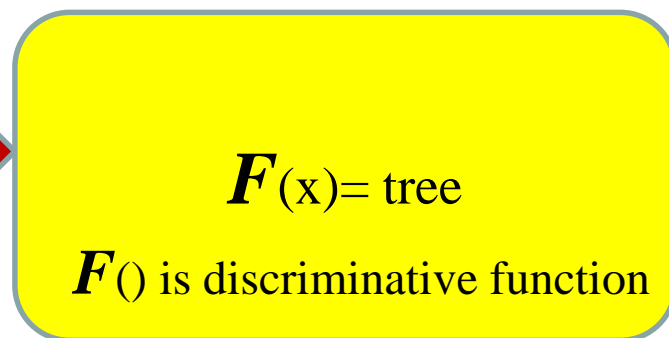 F(x)= tree
F() is discriminative function